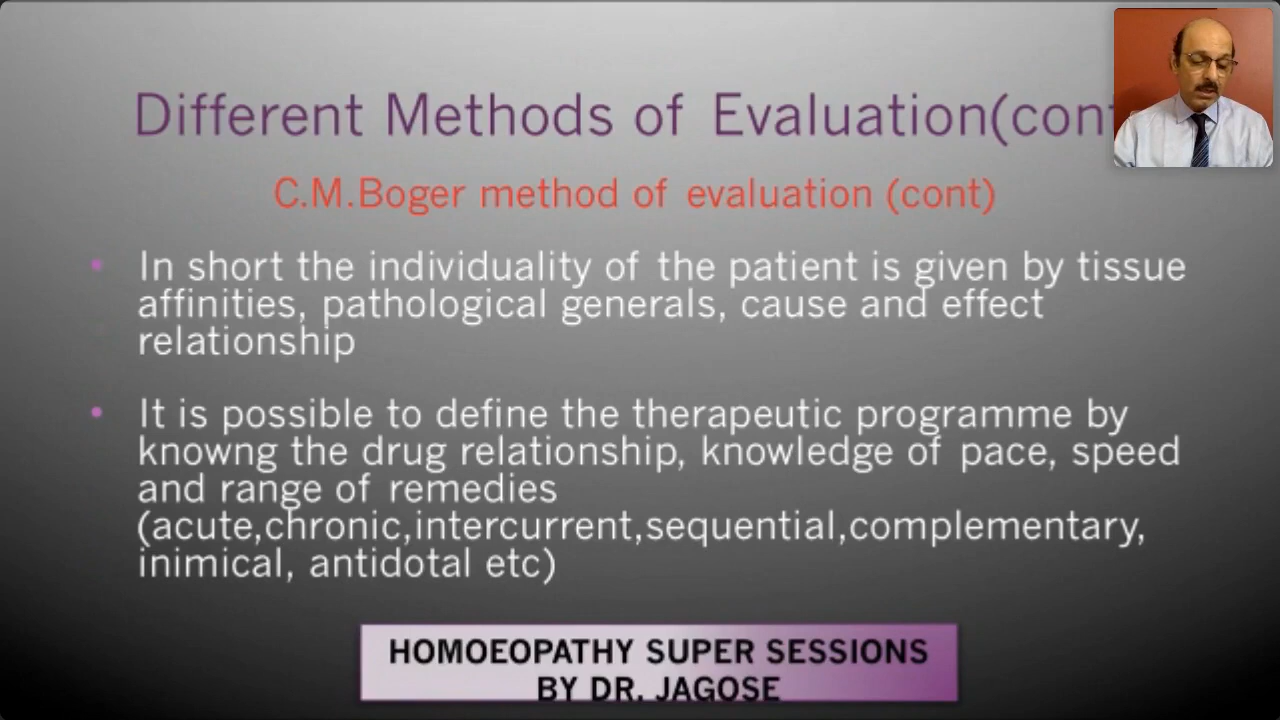 Different Methods of Evaluation(con
C.M.Boger method of evaluation (cont)
• In short the individuality of the patient is given by tissue
affinities, pathological generals, cause and effect
relationship
• It is possible to define the therapeutic programme by
knowng the drug relationship, knowledge of pace, speed
and range of remedies
(acute,chronic,intercurrent,sequential,complementary,
inimical, antidotal etc)
HOMOEOPATHY SUPER SESSIONS
BY DR. JAGOSE